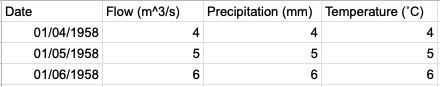 Date Flow (m^3/s) Precipitation (mm) Temperature (˚C)
01/04/1958 4 4 4
01/05/1958 5 5 5
01/06/1958 6 6 6